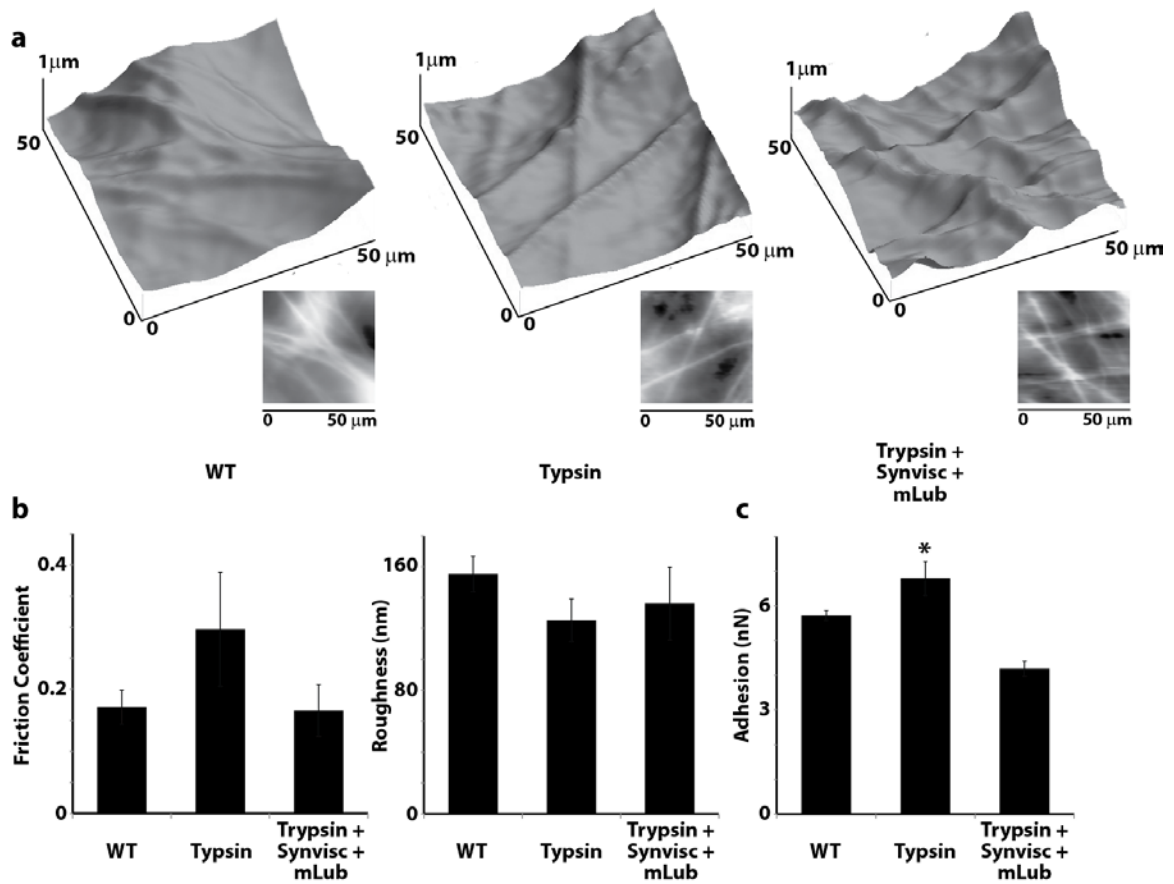 a
1μm
50
0
0
50 μm
0
50 μm
WT
1μm
50
0
0
50 μm
0
50 μm
Typsin
1μm
50
0
0
50 μm
0
50 μm
Trypsin +
Synvisc +
mLub
b
Friction Coefficient
0.4
0.2
0
WT
Typsin
Trypsin +
Synvisc +
mLub
Roughness (nm)
160
80
0
WT
Typsin
Trypsin +
Synvisc +
mLub
c
Adhesion (nN)
6
3
0
*
WT
Typsin
Trypsin +
Synvisc +
mLub